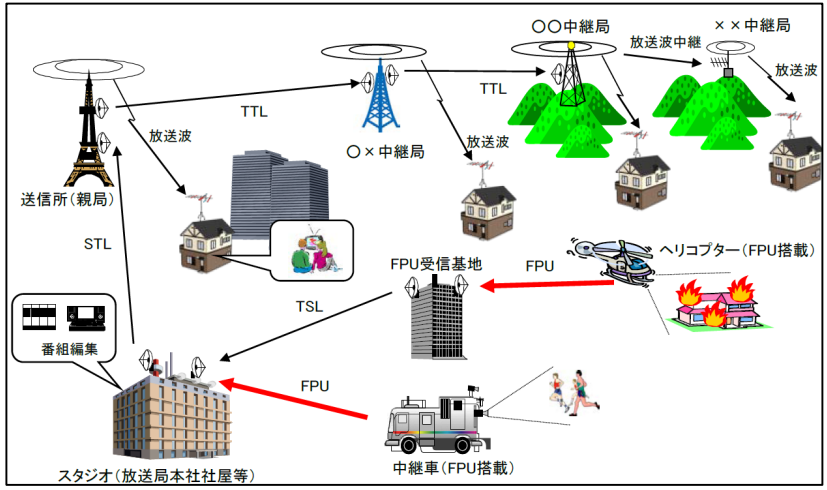 〇〇中継局
××中継局
放送波中継
放送波
TTL
TTL
放送波
〇×中継局
放送波
送信所(親局)
STL
FPU受信基地
FPU
ヘリコプター(FPU搭載)
TSL
番組編集
FPU
スタジオ(放送局本社社屋等)
中継車(FPU搭載)